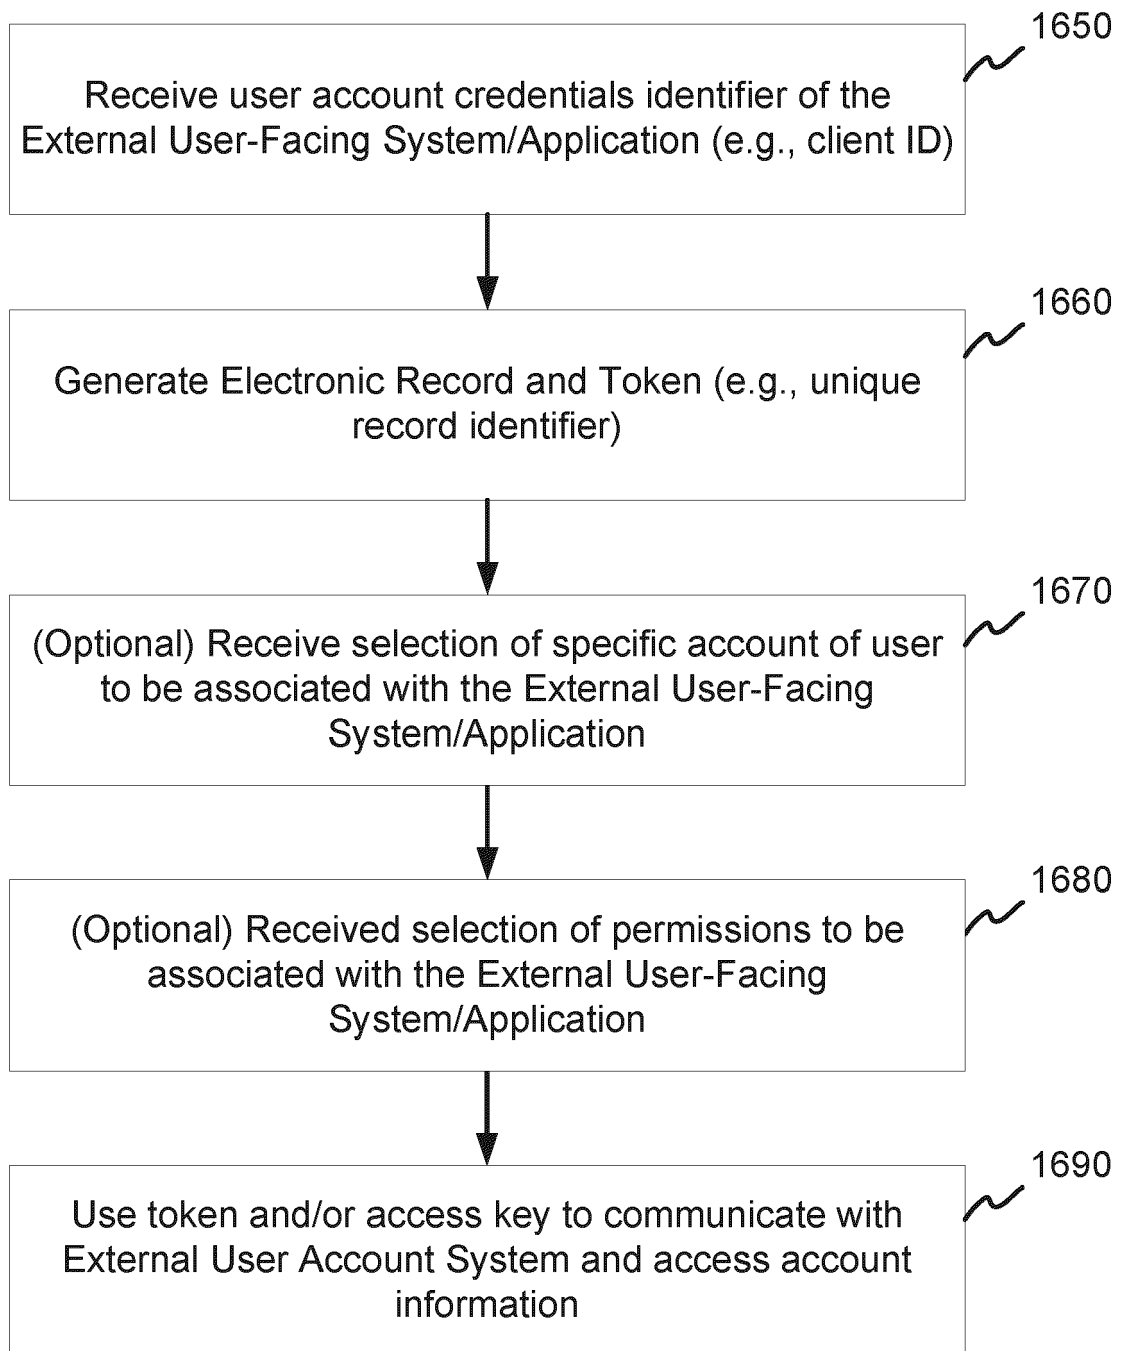 1650
Receive user account credentials identifier of the
External User-Facing System/Application (e.g., client ID)
1660
Generate Electronic Record and Token (e.g., unique
record identifier)
1670
(Optional) Receive selection of specific account of user
to be associated with the External User-Facing
System/Application
1680
(Optional) Received selection of permissions to be
associated with the External User-Facing
System/Application
1690
Use token and/or access key to communicate with
External User Account System and access account
information